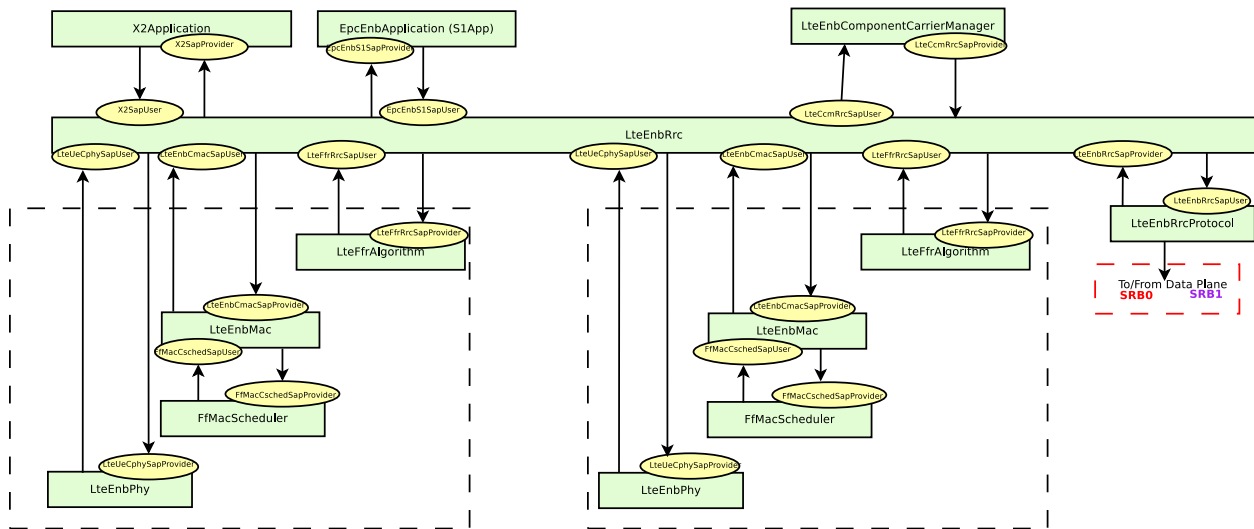 X2Application
EpcEnbApplication (S1App)
LteEnbComponentCarrierManager
X2SapProvider
EpcEnbS1SapProvider
LteCcmRrcSapProvider
X2SapUser
EpcEnbS1SapUser
LteCcmRrcSapUser
LteEnbRrc
LteUeCphySapUser
LteEnbCmacSapUser
LteFfrRrcSapUser
LteUeCphySapUser
LteEnbCmacSapUser
LteFfrRrcSapUser
LteEnbRrcSapProvider
LteEnbRrcSapUser
LteEnbRrcProtocol
LteFfrRrcSapProvider
LteFfrAlgorithm
LteFfrRrcSapProvider
LteFfrAlgorithm
To/From Data Plane
SRB0 SRB1
LteEnbCmacSapProvider
LteEnbMac
FfMacCschedSapUser
FfMacCschedSapProvider
FfMacScheduler
LteUeCphySapProvider
LteEnbPhy
LteEnbCmacSapProvider
LteEnbMac
FfMacCschedSapUser
FfMacCschedSapProvider
FfMacScheduler
LteUeCphySapProvider
LteEnbPhy